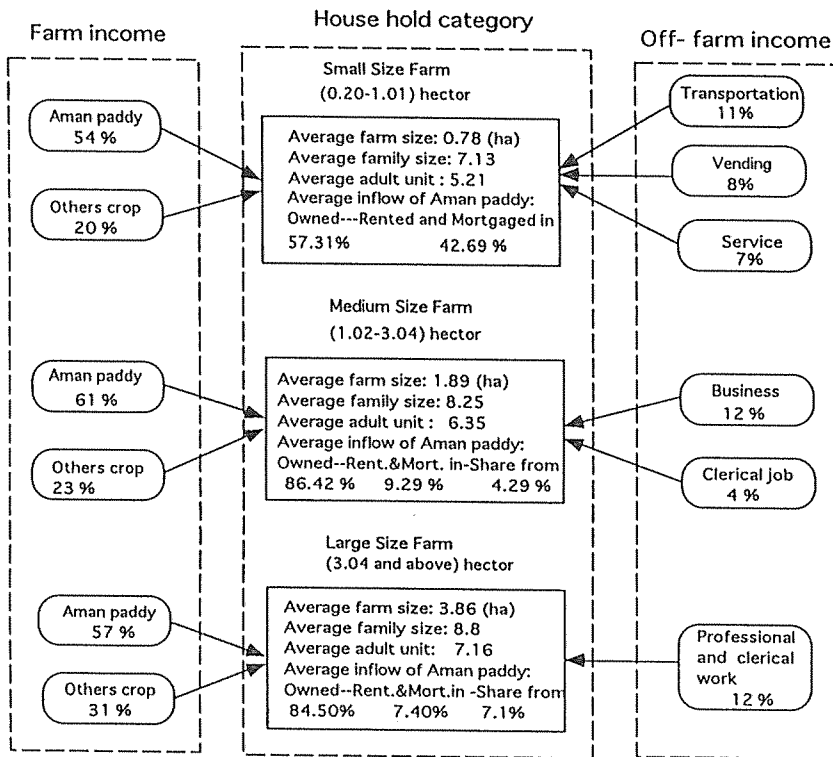 Farm income
House hold category
Off- farm income
Small Size Farm
(0.20-1.01) hector
Aman paddy
54 %
Others crop
20 %
Average farm size: 0.78 (ha)
Average family size: 7.13
Average adult unit : 5.21
Average inflow of Aman paddy:
Owned---Rented and Mortgaged in
57.31% 42.69 %
Transportation
11%
Vending
8%
Service
7%
Medium Size Farm
(1.02-3.04) hector
Aman paddy
61 %
Others crop
23 %
Average farm size: 1.89 (ha)
Average family size: 8.25
Average adult unit : 6.35
Average inflow of Aman paddy:
Owned--Rent.&Mort. in-Share from
86.42 % 9.29 % 4.29 %
Business
12 %
Clerical job
4 %
Large Size Farm
(3.04 and above) hector
Aman paddy
57 %
Others crop
31 %
Average farm size: 3.86 (ha)
Average family size: 8.8
Average adult unit: 7.16
Average inflow of Aman paddy:
Owned--Rent.&Mort.in -Share from
84.50% 7.40% 7.1%
Professional
and clerical
work
12 %